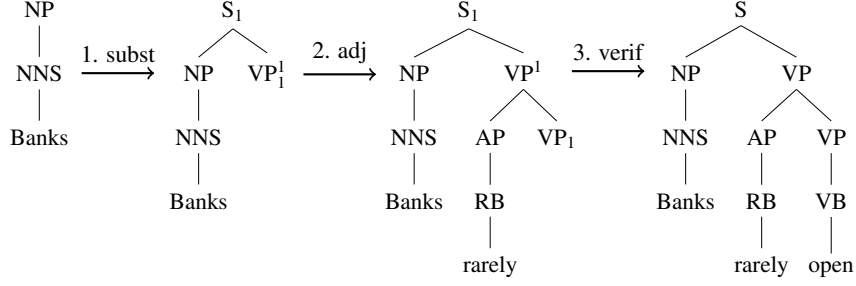 NP S₁ S₁ S
1. subst 2. adj 3. verif
NNS NP VP₁¹ NP VP¹ NP VP
Banks NNS NNS AP VP₁ NNS AP VP
Banks Banks RB Banks RB VB
rarely rarely open